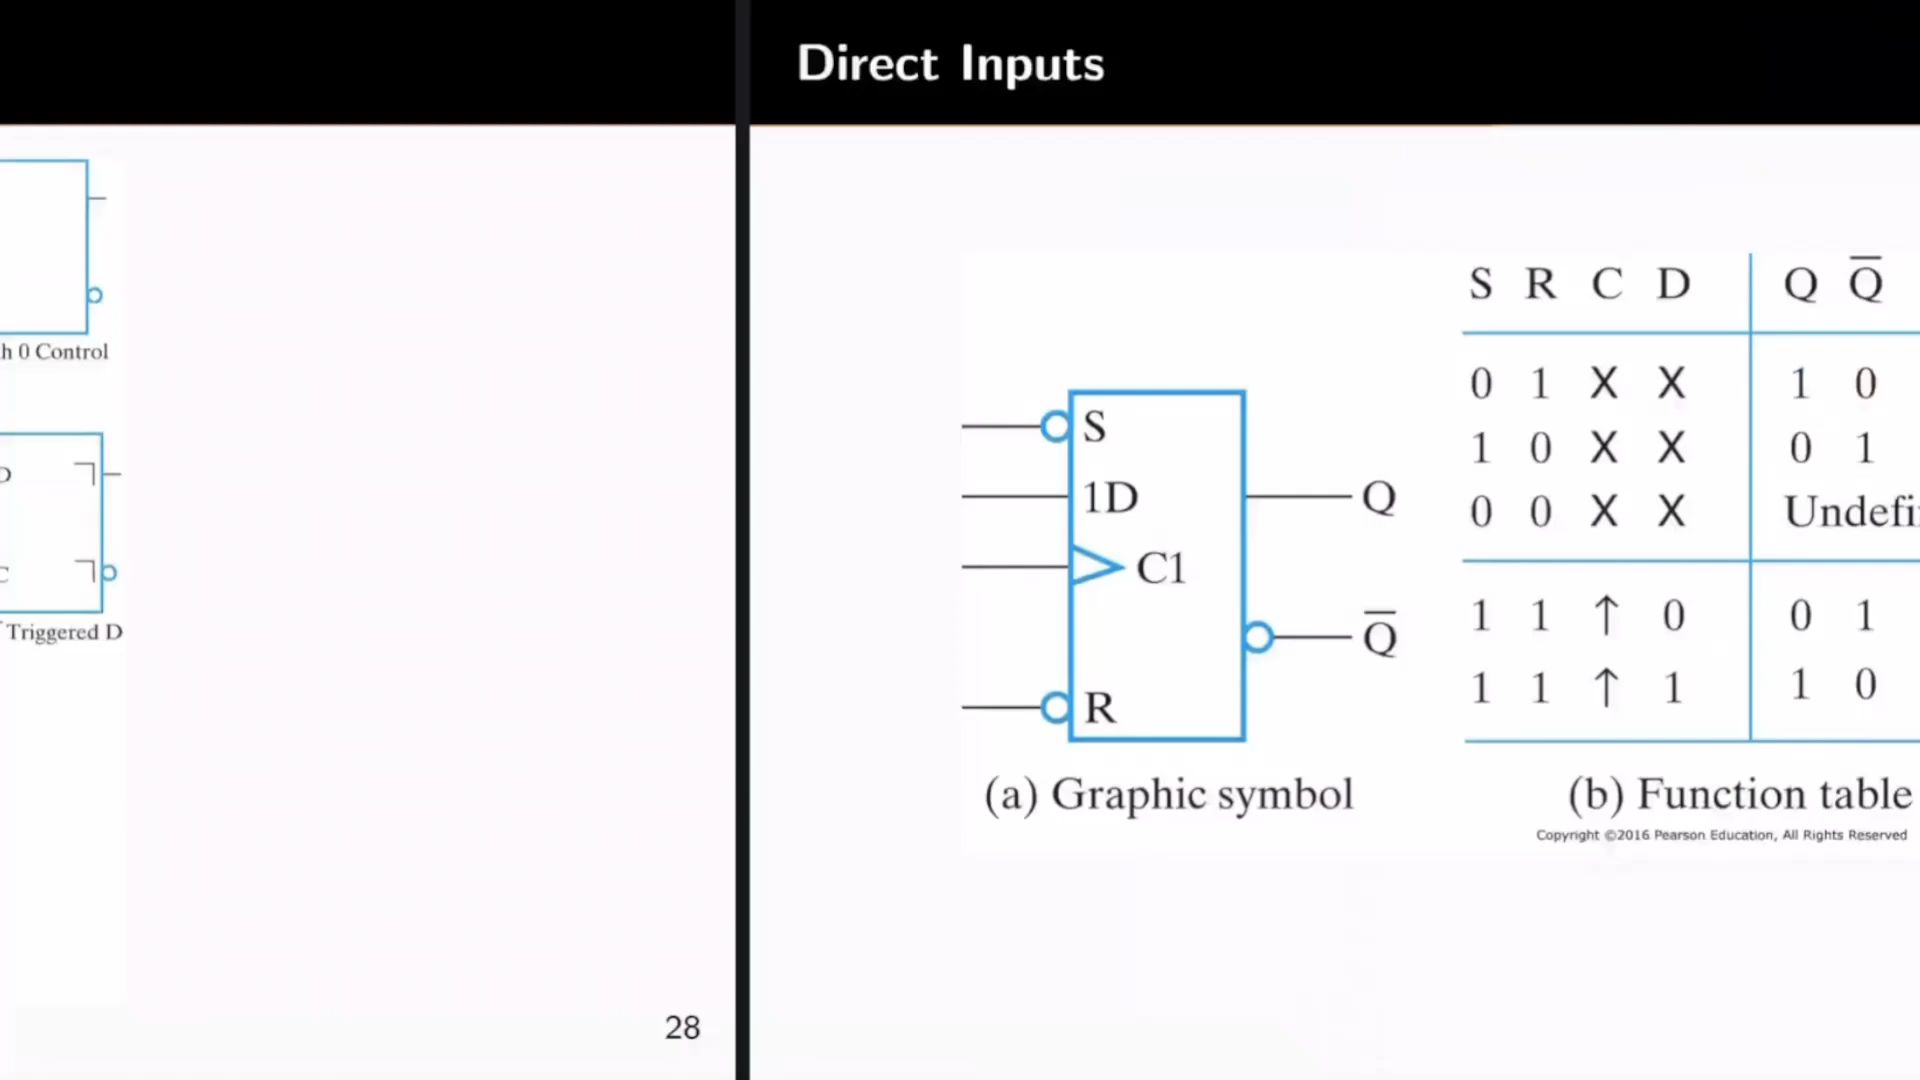 h 0 Control
D
C
Triggered D
28
Direct Inputs
S
1D
C1
R
Q
Q̅
(a) Graphic symbol
S R C D Q Q̅
0 1 X X 1 0
1 0 X X 0 1
0 0 X X Undefi
1 1 ↑ 0 0 1
1 1 ↑ 1 1 0
(b) Function table
Copyright ©2016 Pearson Education, All Rights Reserved